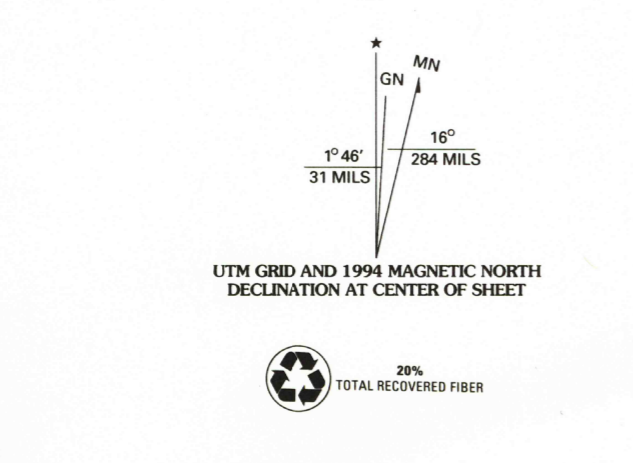 ★
MN
GN
16°
284 MILS
1° 46'
31 MILS
UTM GRID AND 1994 MAGNETIC NORTH
DECLINATION AT CENTER OF SHEET
20%
TOTAL RECOVERED FIBER